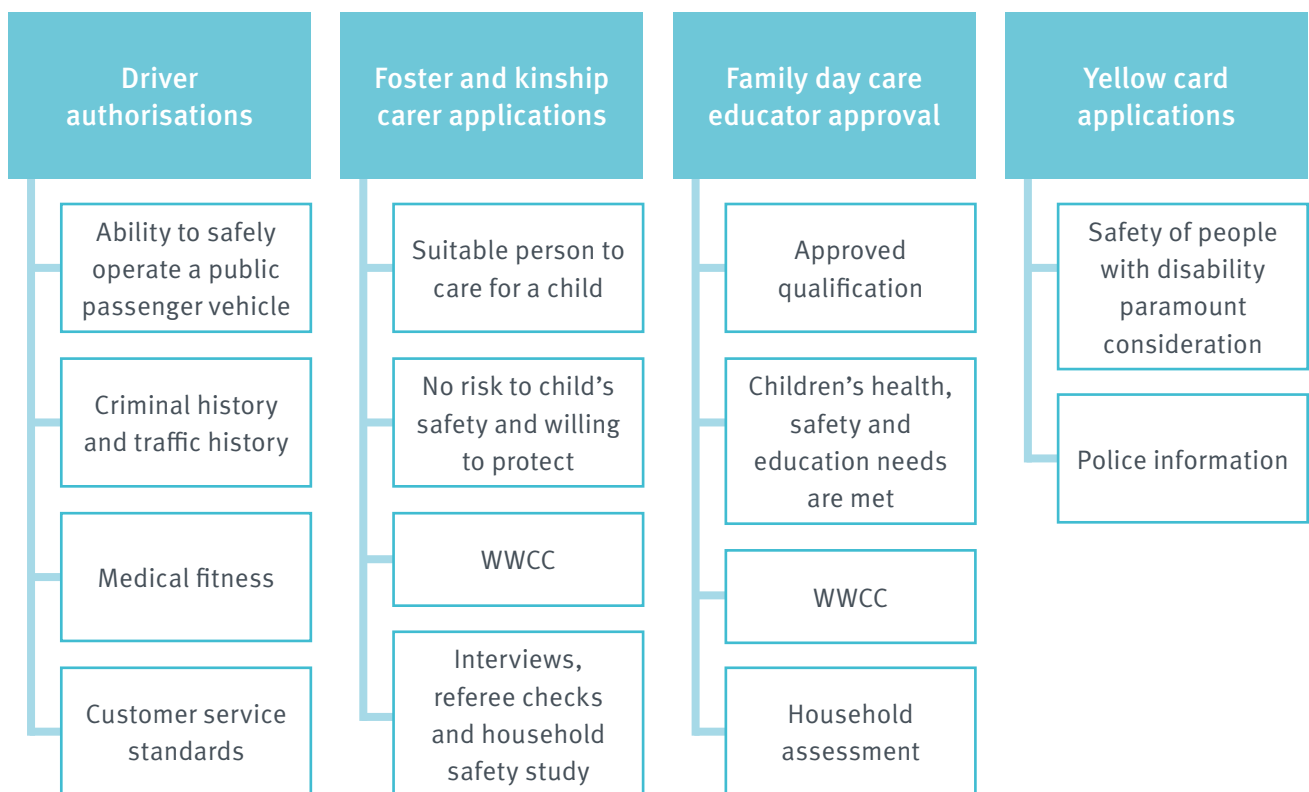 Driver
authorisations
Ability to safely
operate a public
passenger vehicle
Criminal history
and traffic history
Medical fitness
Customer service
standards
Foster and kinship
carer applications
Suitable person to
care for a child
No risk to child’s
safety and willing
to protect
WWCC
Interviews,
referee checks
and household
safety study
Family day care
educator approval
Approved
qualification
Children’s health,
safety and
education needs
are met
WWCC
Household
assessment
Yellow card
applications
Safety of people
with disability
paramount
consideration
Police information